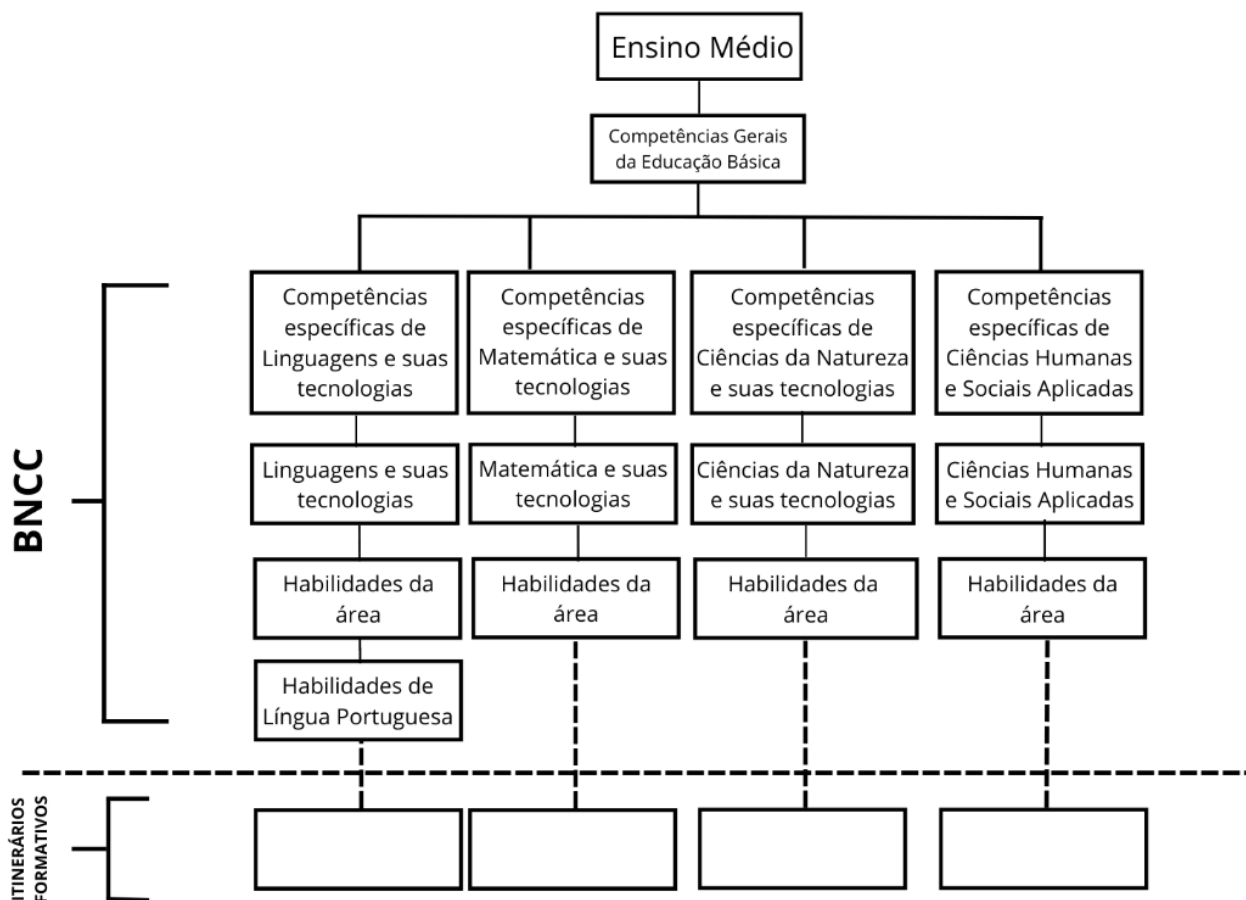 Ensino Médio
Competências Gerais
da Educação Básica
Competências
específicas de
Linguagens e suas
tecnologias
Competências
específicas de
Matemática e suas
tecnologias
Competências
específicas de
Ciências da Natureza
e suas tecnologias
Competências
específicas de
Ciências Humanas
e Sociais Aplicadas
BNCC
Linguagens e suas
tecnologias
Matemática e suas
tecnologias
Ciências da Natureza
e suas tecnologias
Ciências Humanas
e Sociais Aplicadas
Habilidades da
área
Habilidades da
área
Habilidades da
área
Habilidades da
área
Habilidades de
Língua Portuguesa
ITINERÁRIOS
FORMATIVOS